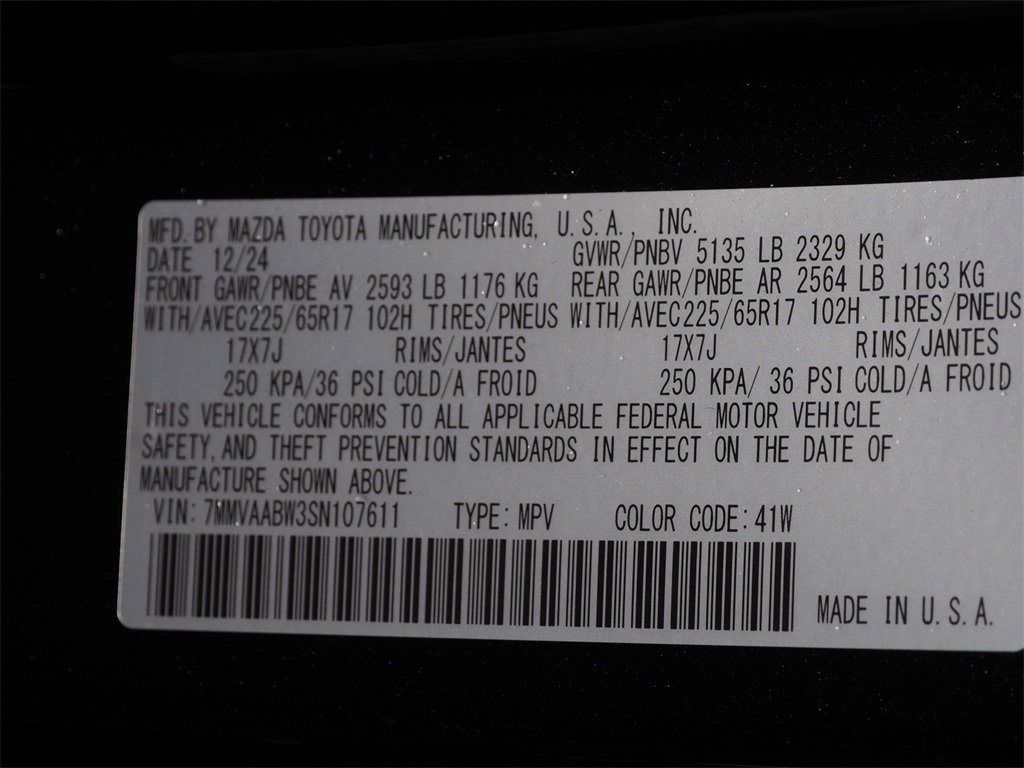 MFD. BY MAZDA TOYOTA MANUFACTURING, U.S.A., INC.
DATE 12/24 GVWR/PNBV 5135 LB 2329 KG
FRONT GAWR/PNBE AV 2593 LB 1176 KG REAR GAWR/PNBE AR 2564 LB 1163 KG
WITH/AVEC225/65R17 102H TIRES/PNEUS WITH/AVEC225/65R17 102H TIRES/PNEUS
17X7J RIMS/JANTES 17X7J RIMS/JANTES
250 KPA/36 PSI COLD/A FROID 250 KPA/ 36 PSI COLD/A FROID
THIS VEHICLE CONFORMS TO ALL APPLICABLE FEDERAL MOTOR VEHICLE
SAFETY, AND THEFT PREVENTION STANDARDS IN EFFECT ON THE DATE OF
MANUFACTURE SHOWN ABOVE.
VIN: 7MMVAABW3SN107611 TYPE: MPV COLOR CODE: 41W
MADE IN U.S.A.